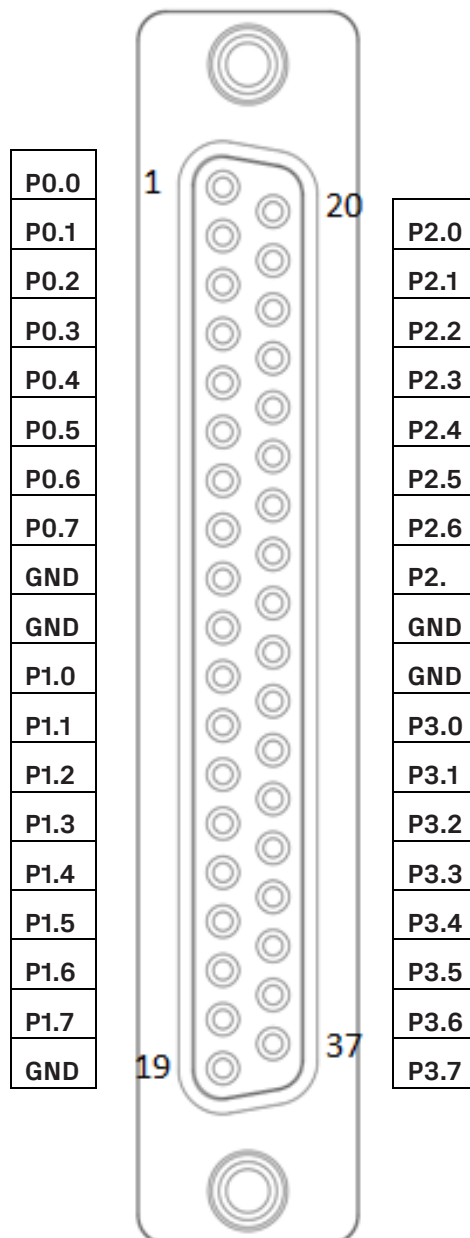 P0.0
1
20
P0.1
P2.0
P0.2
P2.1
P0.3
P2.2
P0.4
P2.3
P0.5
P2.4
P0.6
P2.5
P0.7
P2.6
GND
P2.
GND
GND
P1.0
GND
P1.1
P3.0
P1.2
P3.1
P1.3
P3.2
P1.4
P3.3
P1.5
P3.4
P1.6
P3.5
P1.7
P3.6
GND
19
37
P3.7